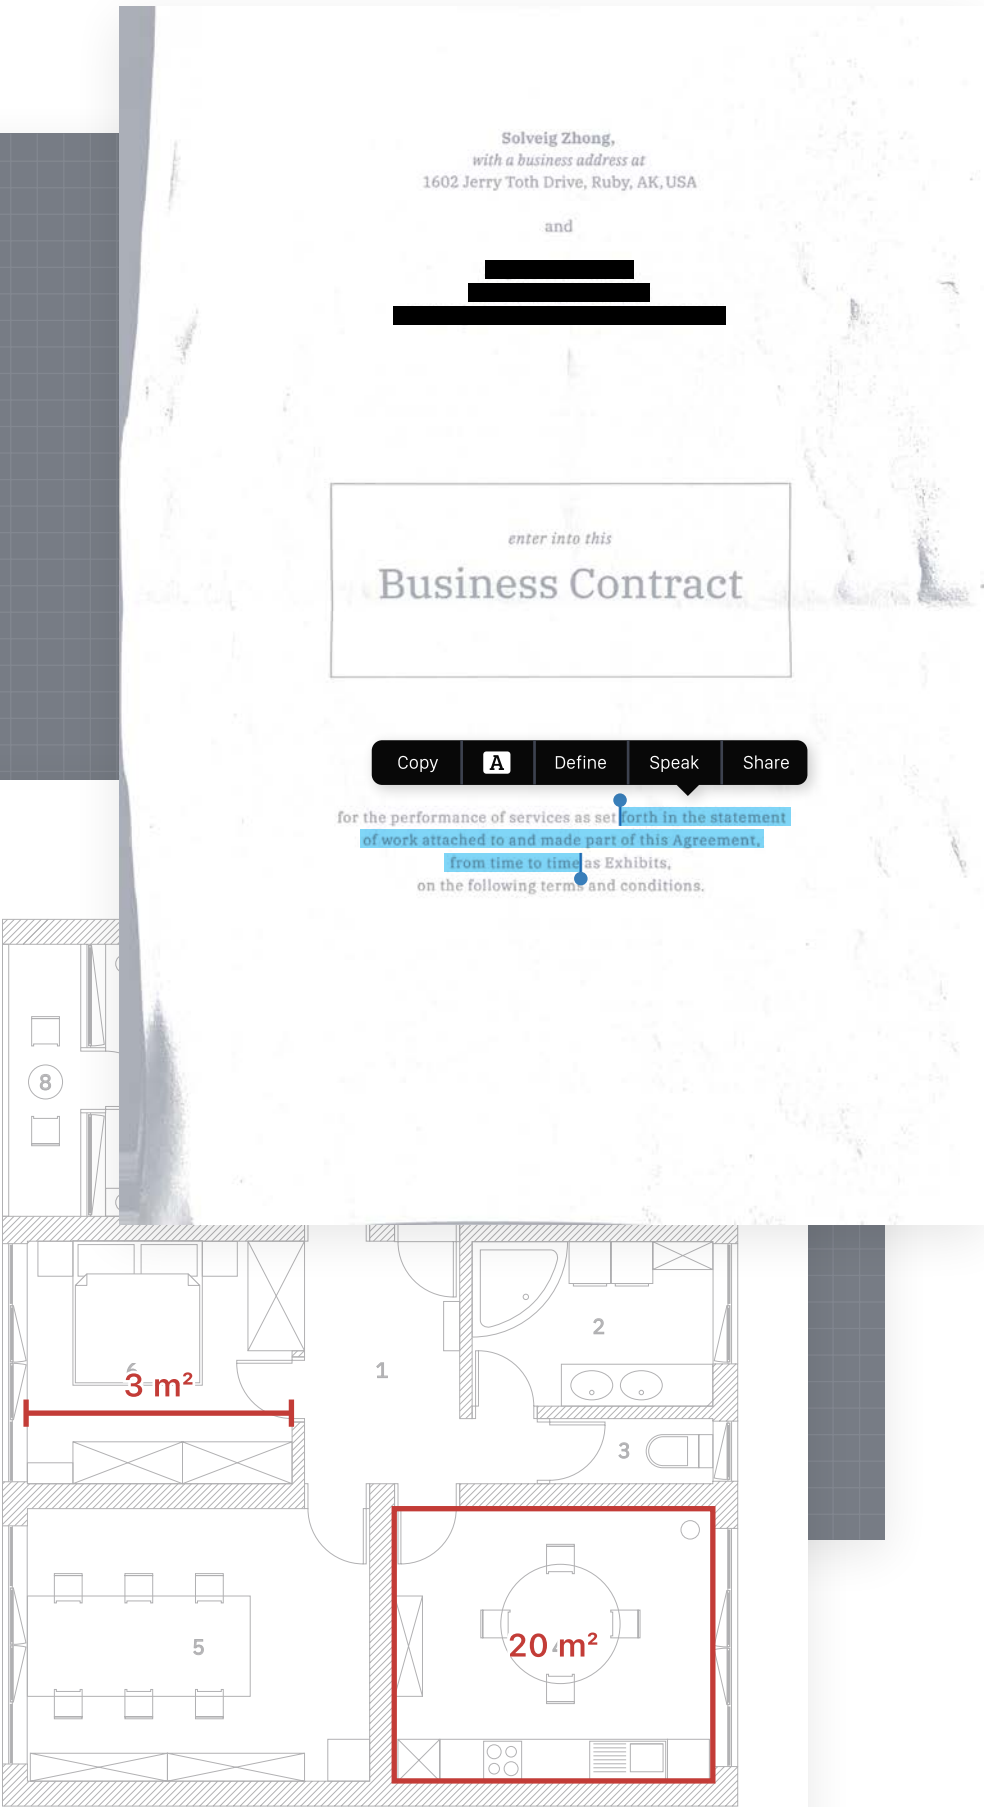 Solveig Zhong,
with a business address at
1602 Jerry Toth Drive, Ruby, AK, USA
and
enter into this
Business Contract
Copy A Define Speak Share
for the performance of services as set forth in the statement
of work attached to and made part of this Agreement,
from time to time as Exhibits,
on the following terms and conditions.
8
2
1
3 m²
3
5
20 m²